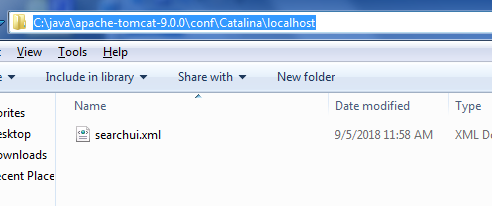 C:\java\apache-tomcat-9.0.0\conf\Catalina\localhost
View Tools Help
Include in library Share with New folder
Name Date modified Type
searchui.xml 9/5/2018 11:58 AM XML